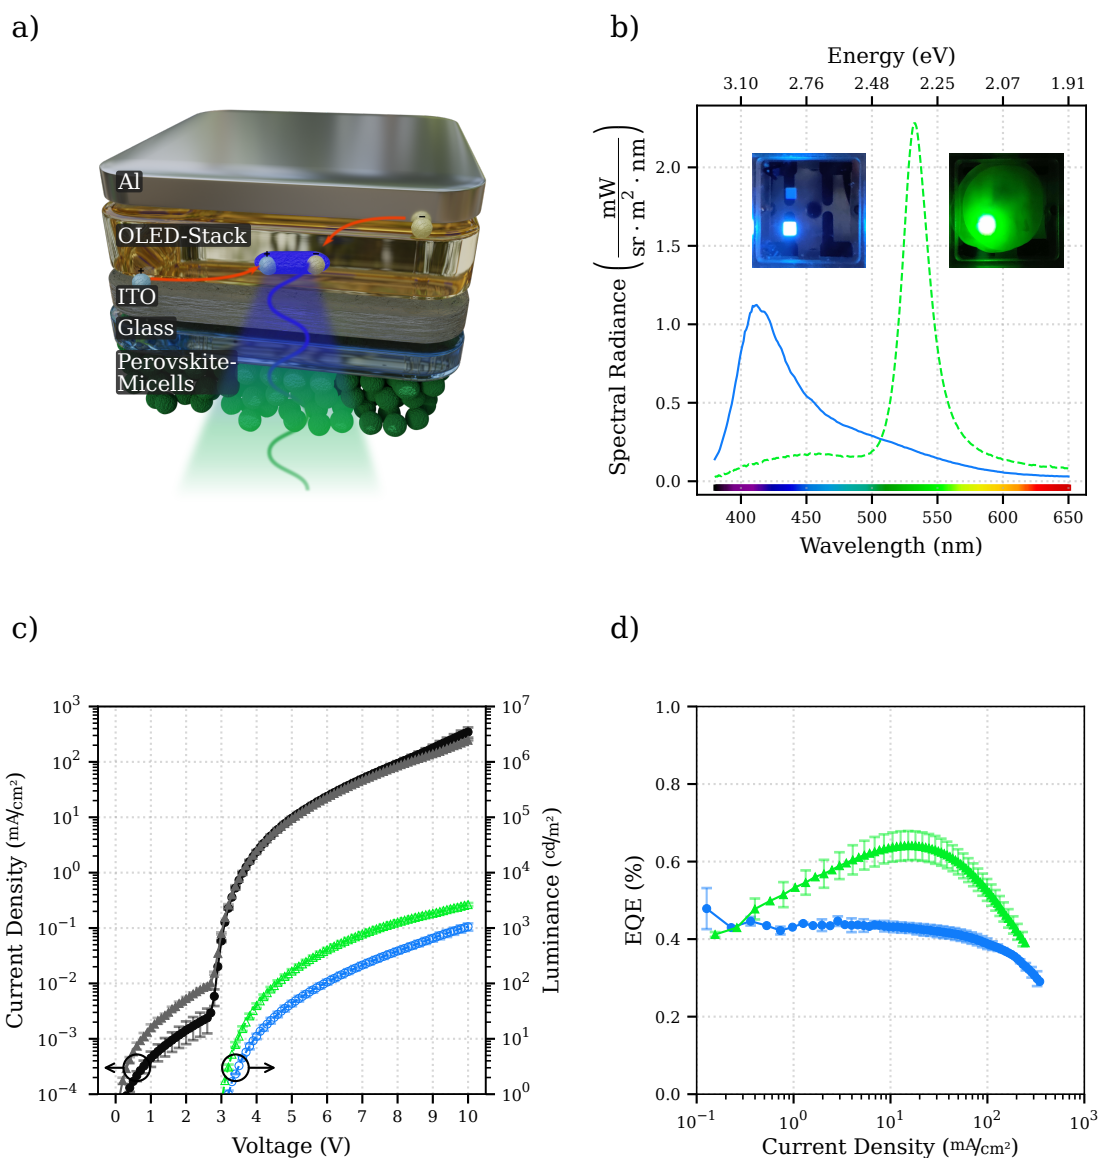 a)
Al
OLED-Stack
ITO
Glass
Perovskite-
Micells
b)
Energy (eV)
3.10 2.76 2.48 2.25 2.07 1.91
Spectral Radiance (mW / sr · m² · nm)
2.0
1.5
1.0
0.5
0.0
400 450 500 550 600 650
Wavelength (nm)
c)
Current Density (mA/cm²)
10³
10²
10¹
10⁰
10⁻¹
10⁻²
10⁻³
10⁻⁴
0 1 2 3 4 5 6 7 8 9 10
Voltage (V)
10⁷
10⁶
10⁵
10⁴
10³
10²
10¹
10⁰
Luminance (cd/m²)
d)
EQE (%)
1.0
0.8
0.6
0.4
0.2
0.0
10⁻¹ 10⁰ 10¹ 10² 10³
Current Density (mA/cm²)